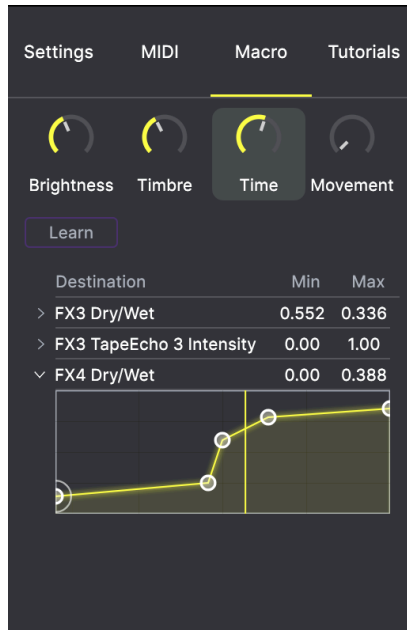 Settings MIDI Macro Tutorials
Brightness Timbre Time Movement
Learn
Destination Min Max
FX3 Dry/Wet 0.552 0.336
FX3 TapeEcho 3 Intensity 0.00 1.00
FX4 Dry/Wet 0.00 0.388